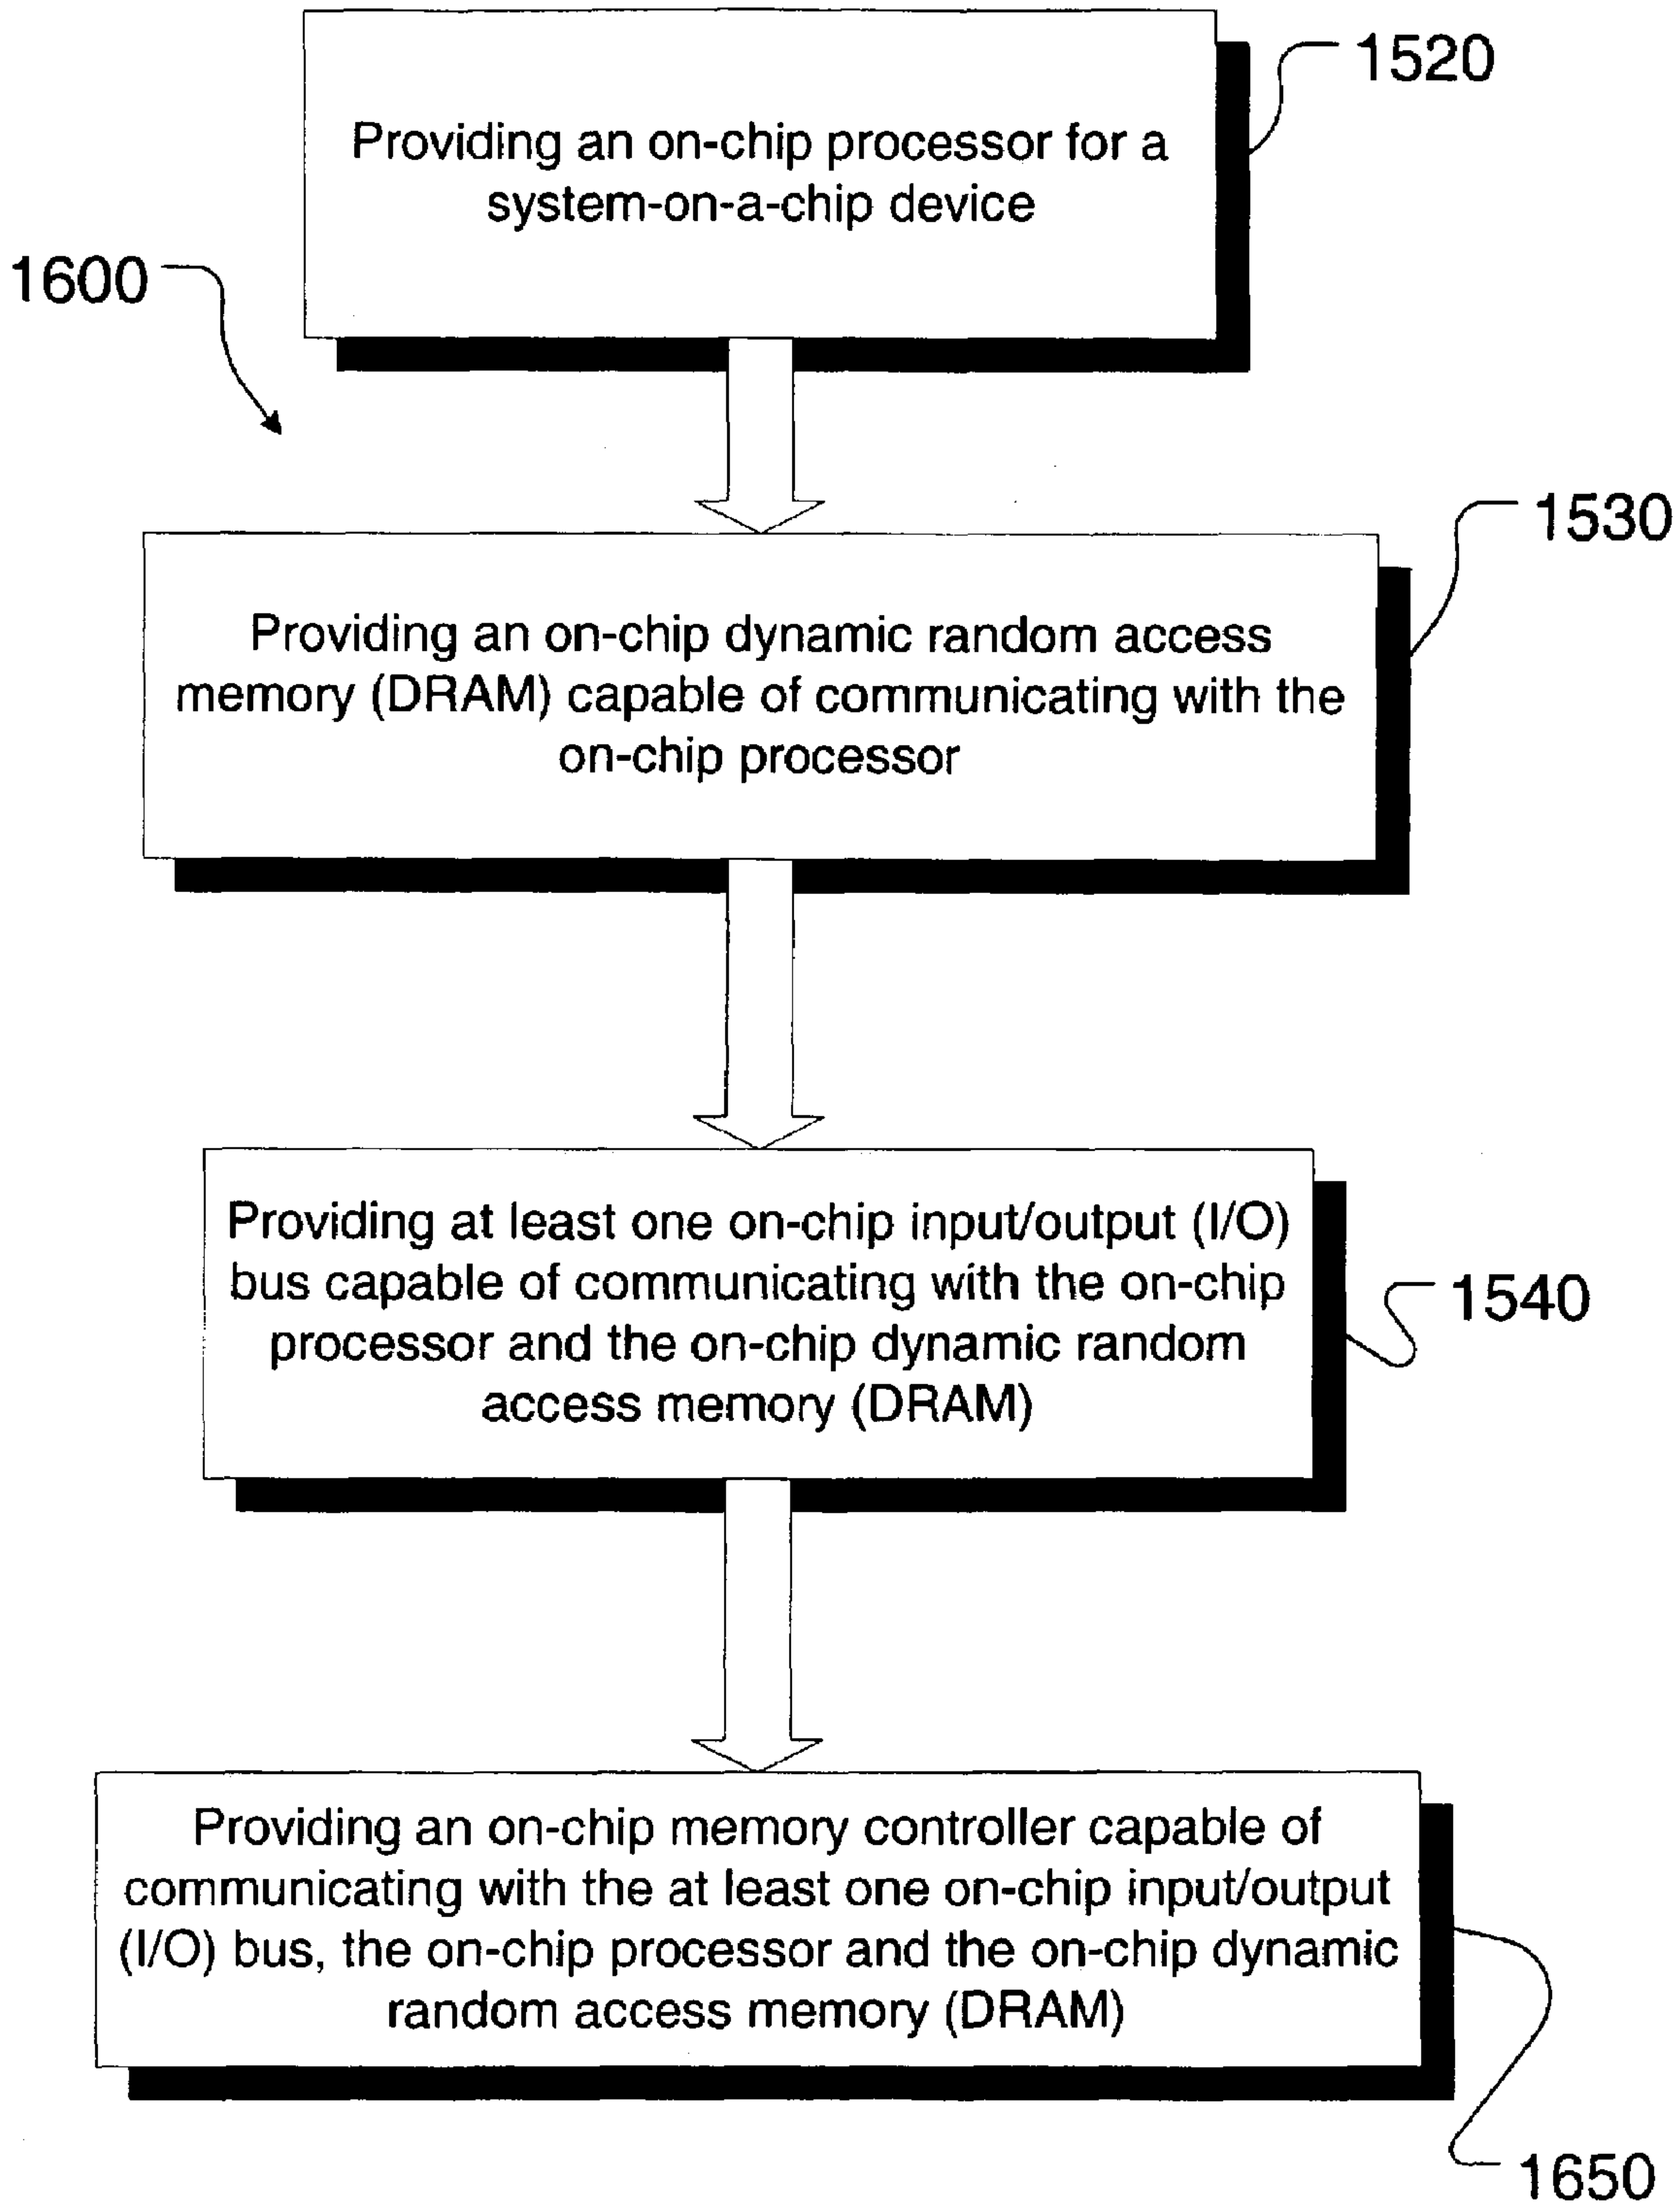 1520
Providing an on-chip processor for a
system-on-a-chip device
1600
1530
Providing an on-chip dynamic random access
memory (DRAM) capable of communicating with the
on-chip processor
Providing at least one on-chip input/output (I/O)
bus capable of communicating with the on-chip
processor and the on-chip dynamic random
access memory (DRAM)
1540
Providing an on-chip memory controller capable of
communicating with the at least one on-chip input/output
(I/O) bus, the on-chip processor and the on-chip dynamic
random access memory (DRAM)
1650